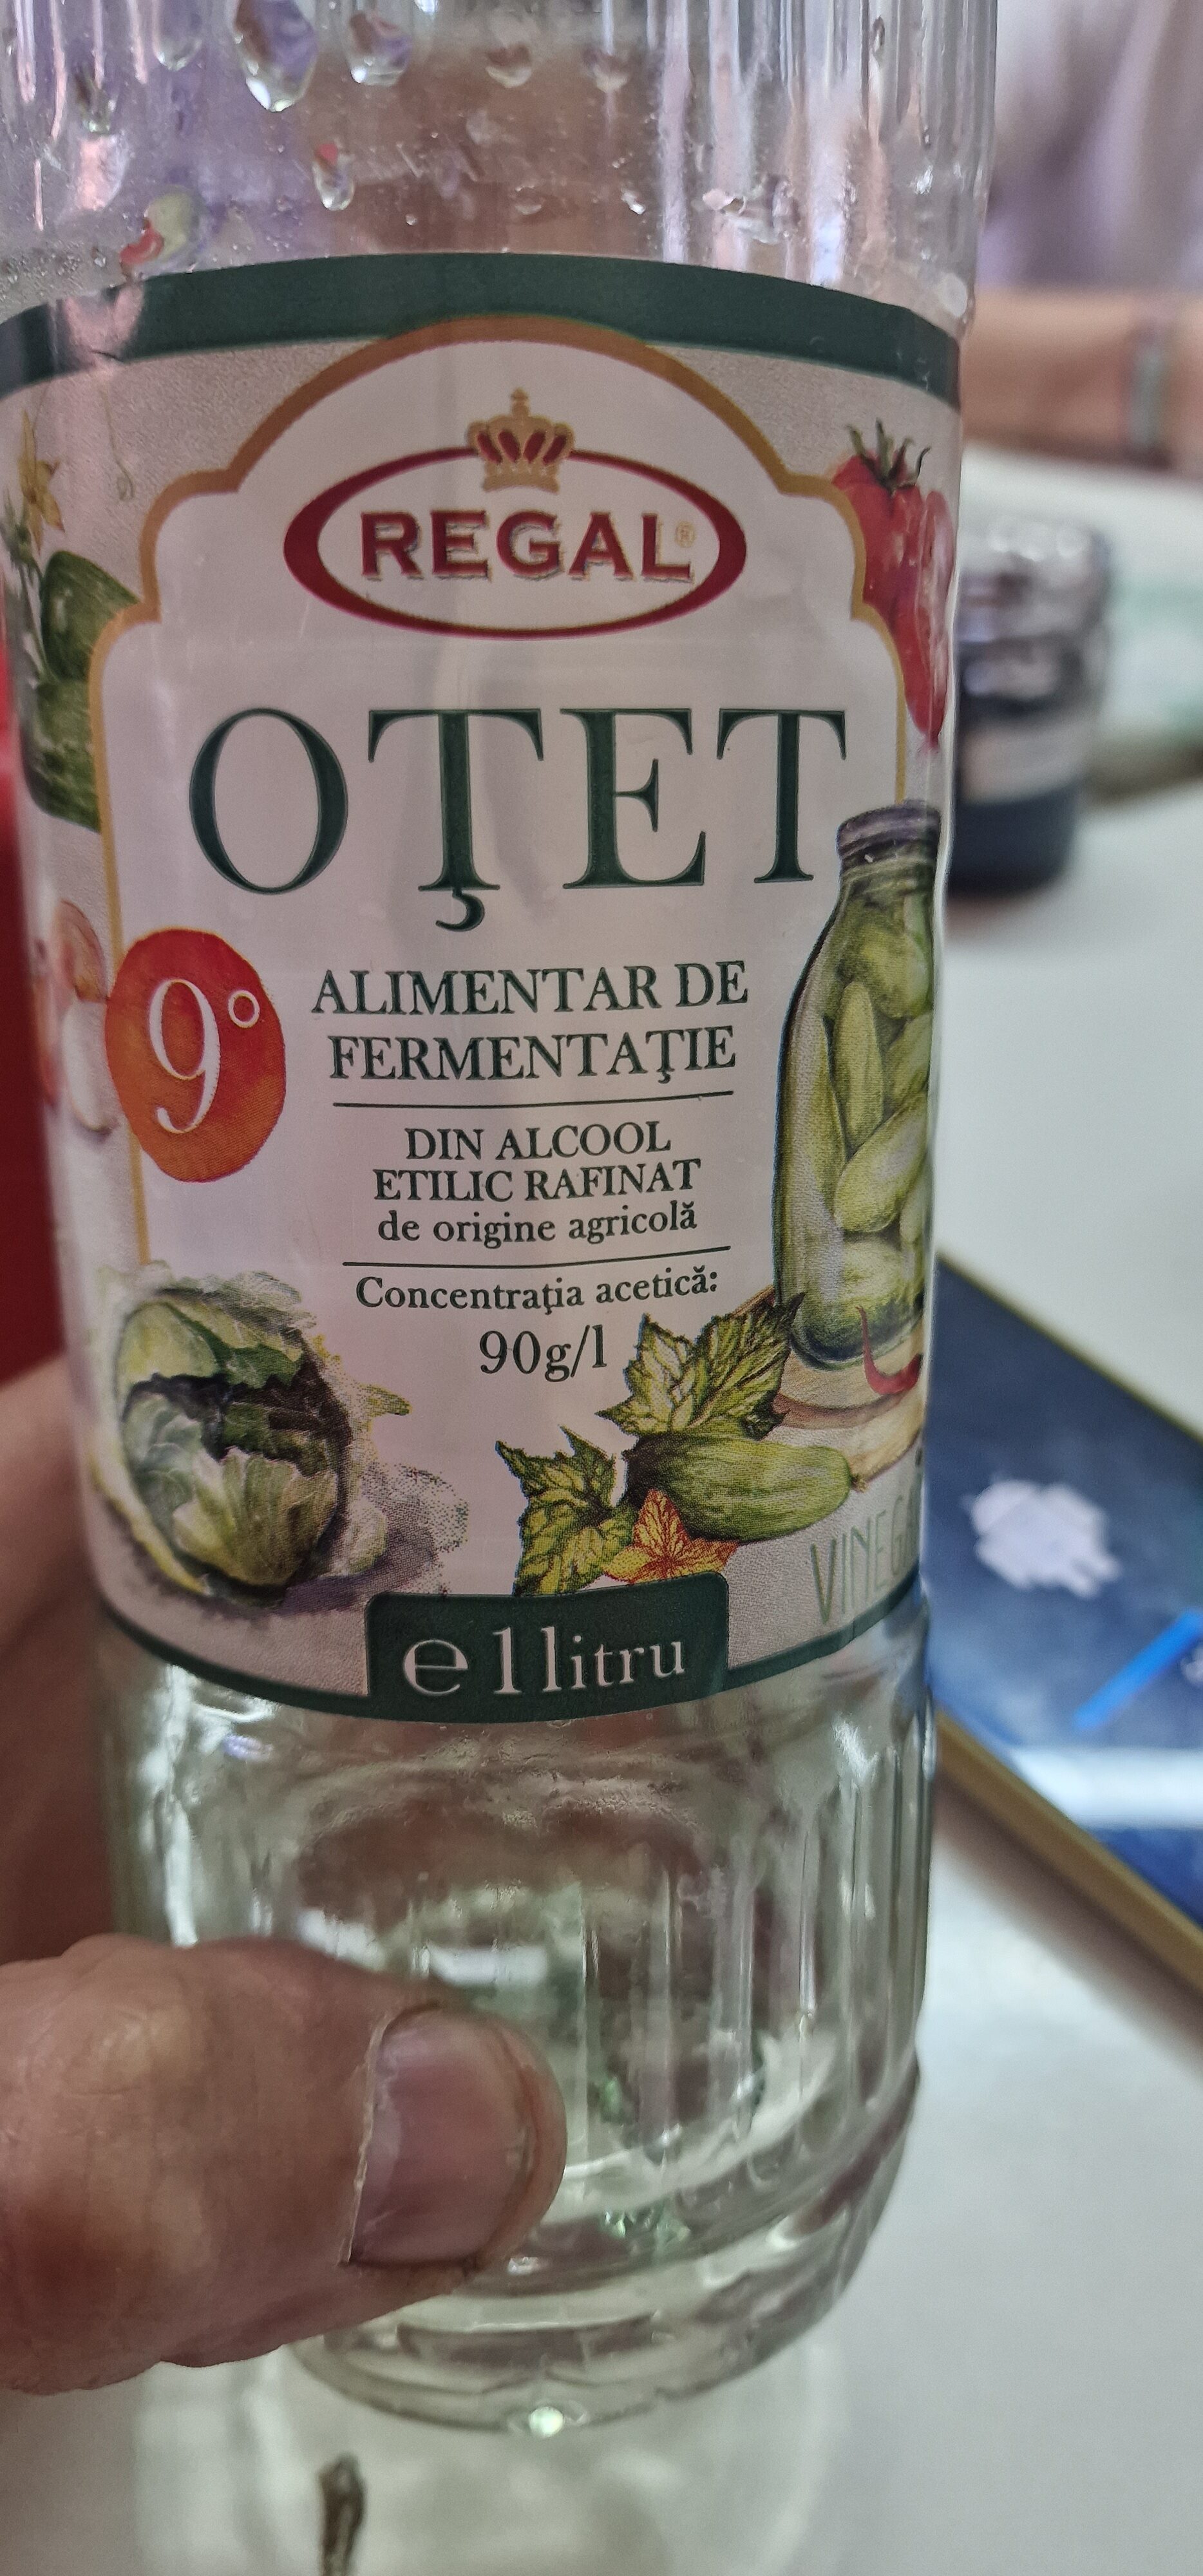 REGAL®
OŢET
9°
ALIMENTAR DE
FERMENTAŢIE
DIN ALCOOL
ETILIC RAFINAT
de origine agricolă
Concentraţia acetică:
90g/l
℮ 1 litru